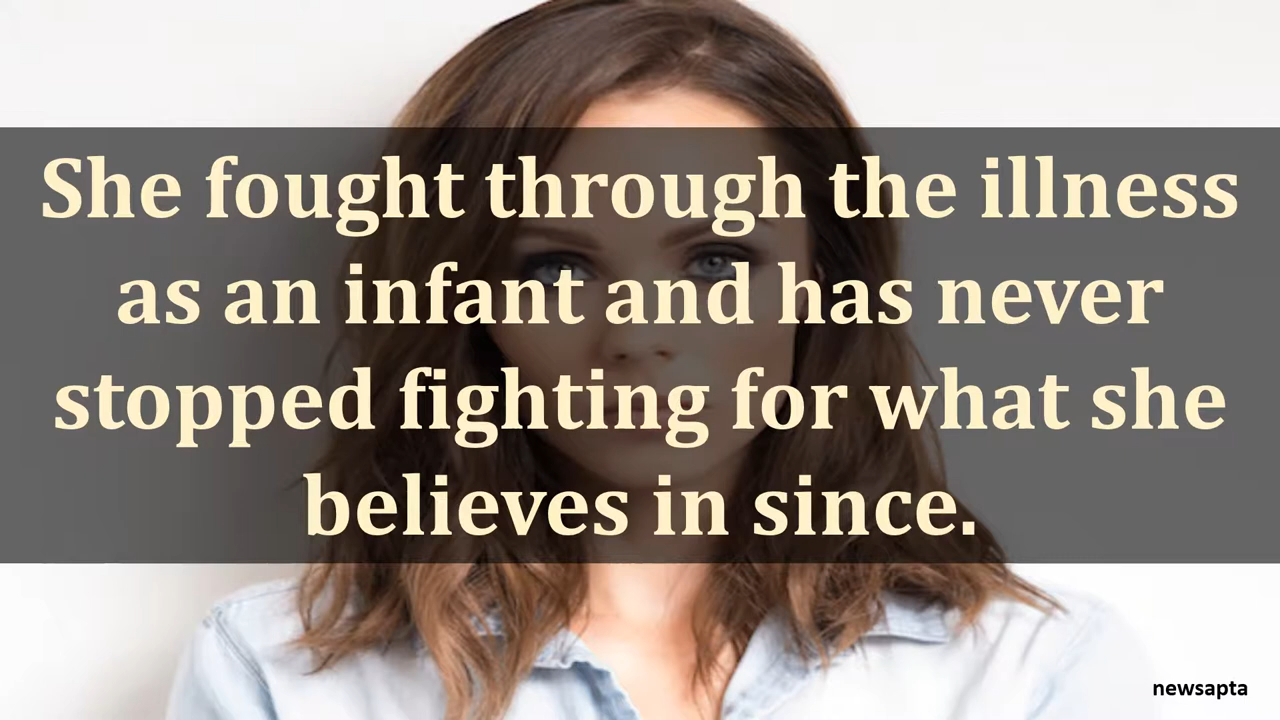 She fought through the illness
as an infant and has never
stopped fighting for what she
believes in since.
newsapta